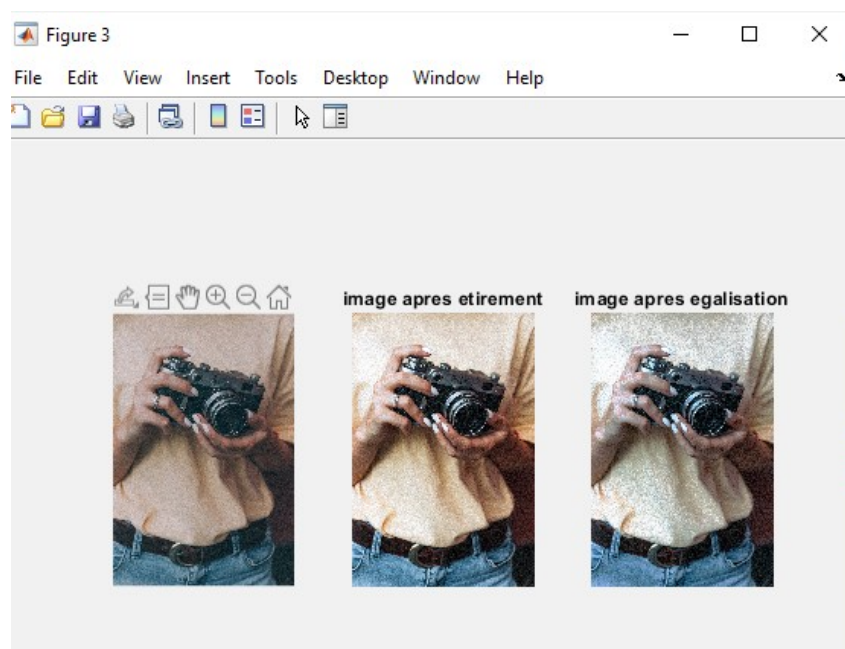 Figure 3
File Edit View Insert Tools Desktop Window Help
image apres etirement
image apres egalisation